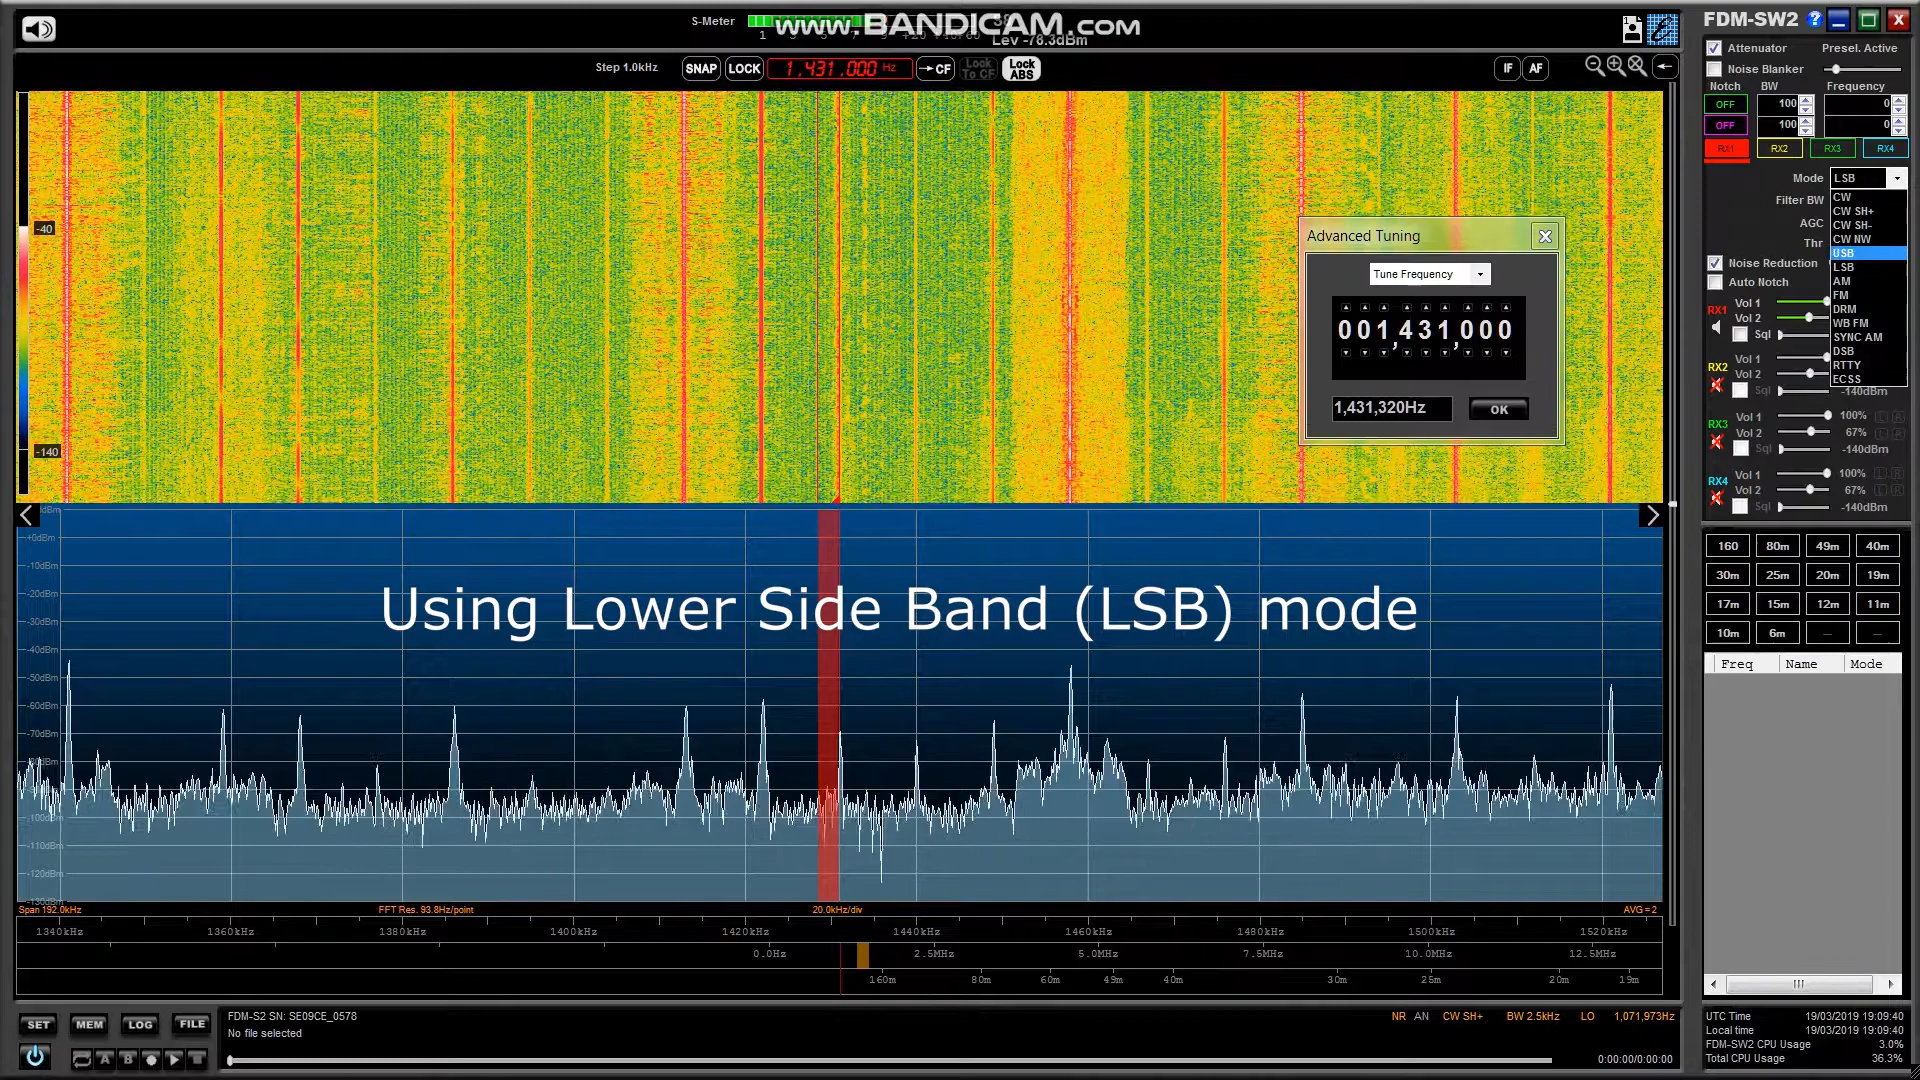 S-Meter
www.BANDICAM.com
Lev -78.3dBm
FDM-SW2
Step 1.0kHz
SNAP
LOCK
1,431,000 Hz
→CF
Lock To CF
Lock ABS
IF
AF
Attenuator
Presel. Active
Noise Blanker
Notch
BW
Frequency
OFF
100
0
OFF
100
0
RX1
RX2
RX3
RX4
Mode
LSB
Filter BW
AGC
Thr
CW
CW SH+
CW SH-
CW NW
USB
LSB
AM
FM
DRM
WB FM
SYNC AM
DSB
RTTY
ECSS
Noise Reduction
Auto Notch
RX1
Vol 1
Vol 2
Sql
RX2
Vol 1
Vol 2
Sql
-140dBm
RX3
Vol 1
100%
Vol 2
67%
Sql
-140dBm
RX4
Vol 1
100%
Vol 2
67%
Sql
-140dBm
-40
-140
Advanced Tuning
Tune Frequency
001,431,000
1,431,320Hz
OK
Using Lower Side Band (LSB) mode
+0dBm
-10dBm
-20dBm
-30dBm
-40dBm
-50dBm
-60dBm
-70dBm
-80dBm
-90dBm
-100dBm
-110dBm
-120dBm
-130dBm
Span 192.0kHz
FFT Res. 93.8Hz/point
20.0kHz/div
AVG = 2
1340kHz
1360kHz
1380kHz
1400kHz
1420kHz
1440kHz
1460kHz
1480kHz
1500kHz
1520kHz
0.0Hz
2.5MHz
5.0MHz
7.5MHz
10.0MHz
12.5MHz
160m
80m
60m
49m
40m
30m
25m
20m
19m
160
80m
49m
40m
30m
25m
20m
19m
17m
15m
12m
11m
10m
6m
Freq
Name
Mode
SET
MEM
LOG
FILE
FDM-S2 SN: SE09CE_0578
No file selected
A
B
NR
AN
CW SH+
BW 2.5kHz
LO
1,071,973Hz
0:00:00/0:00:00
UTC Time
19/03/2019 19:09:40
Local time
19/03/2019 19:09:40
FDM-SW2 CPU Usage
3.0%
Total CPU Usage
36.3%